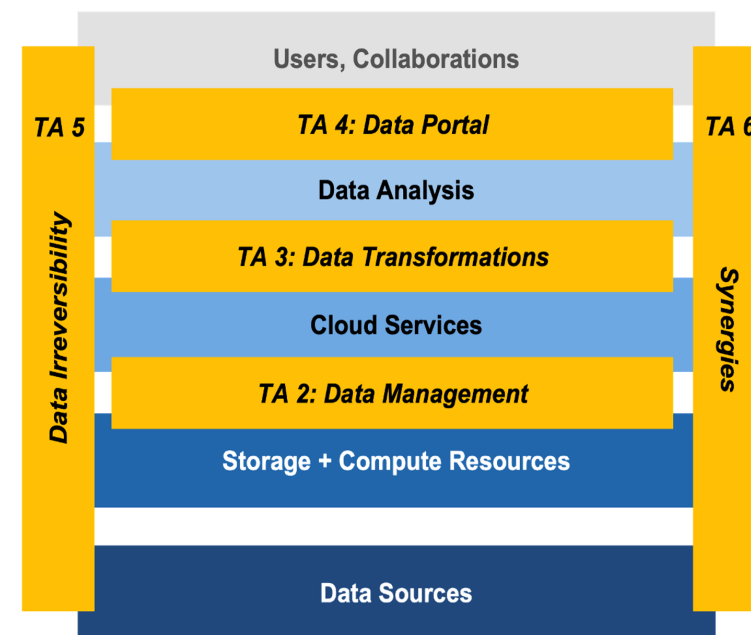 Users, Collaborations
TA 5
TA 4: Data Portal
TA 6
Data Analysis
Data Irreversibility
TA 3: Data Transformations
Synergies
Cloud Services
TA 2: Data Management
Storage + Compute Resources
Data Sources